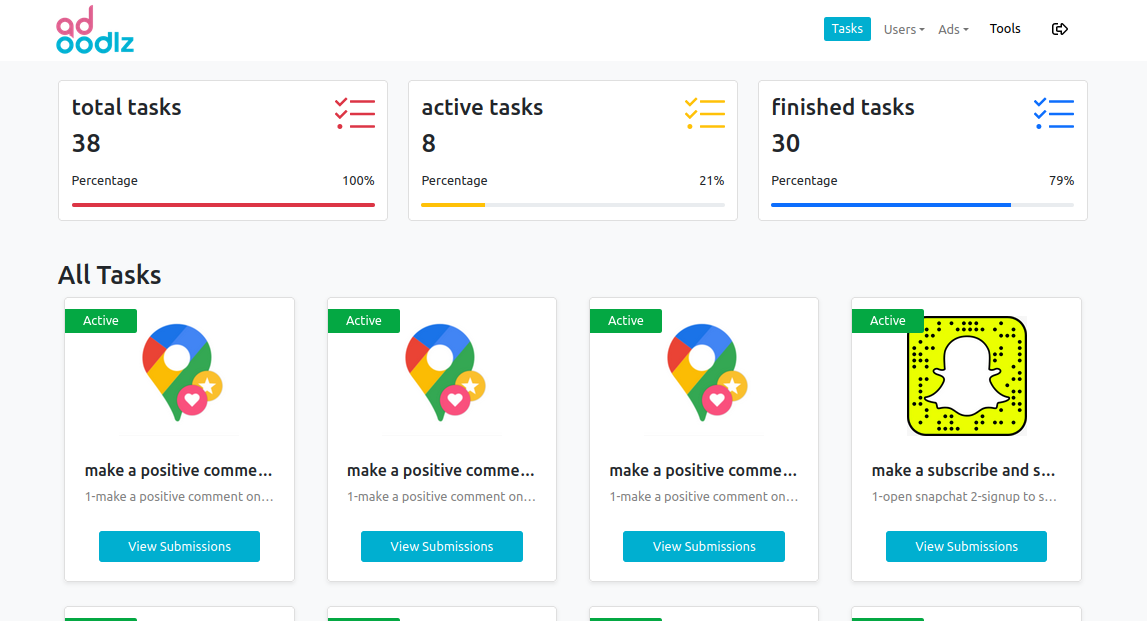 ad
oodlz
Tasks Users Ads Tools
total tasks
38
Percentage 100%
active tasks
8
Percentage 21%
finished tasks
30
Percentage 79%
All Tasks
Active
make a positive comme...
1-make a positive comment on...
View Submissions
Active
make a positive comme...
1-make a positive comment on...
View Submissions
Active
make a positive comme...
1-make a positive comment on...
View Submissions
Active
make a subscribe and s...
1-open snapchat 2-signup to s...
View Submissions